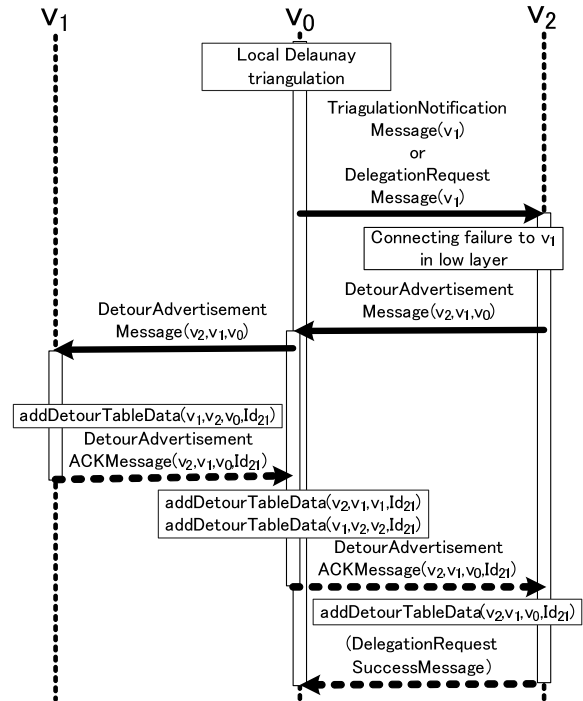 v1
v0
v2
Local Delaunay
triangulation
TriagulationNotification
Message(v1)
or
DelegationRequest
Message(v1)
Connecting failure to v1
in low layer
DetourAdvertisement
Message(v2,v1,v0)
DetourAdvertisement
Message(v2,v1,v0)
addDetourTableData(v1,v2,v0,Id21)
DetourAdvertisement
ACKMessage(v2,v1,v0,Id21)
addDetourTableData(v2,v1,v1,Id21)
addDetourTableData(v1,v2,v2,Id21)
DetourAdvertisement
ACKMessage(v2,v1,v0,Id21)
addDetourTableData(v2,v1,v0,Id21)
(DelegationRequest
SuccessMessage)